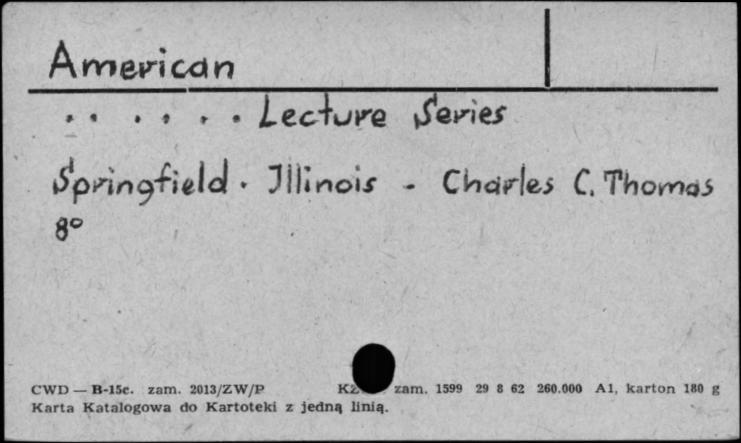 American
. . . . . . Lecture Series
Springfield. Illinois - Charles C. Thomas
8°
CWD — B-15c. zam. 2013/ZW/P KZ zam. 1599 29 8 62 260.000 A1, karton 180 g
Karta Katalogowa do Kartoteki z jedną linią.